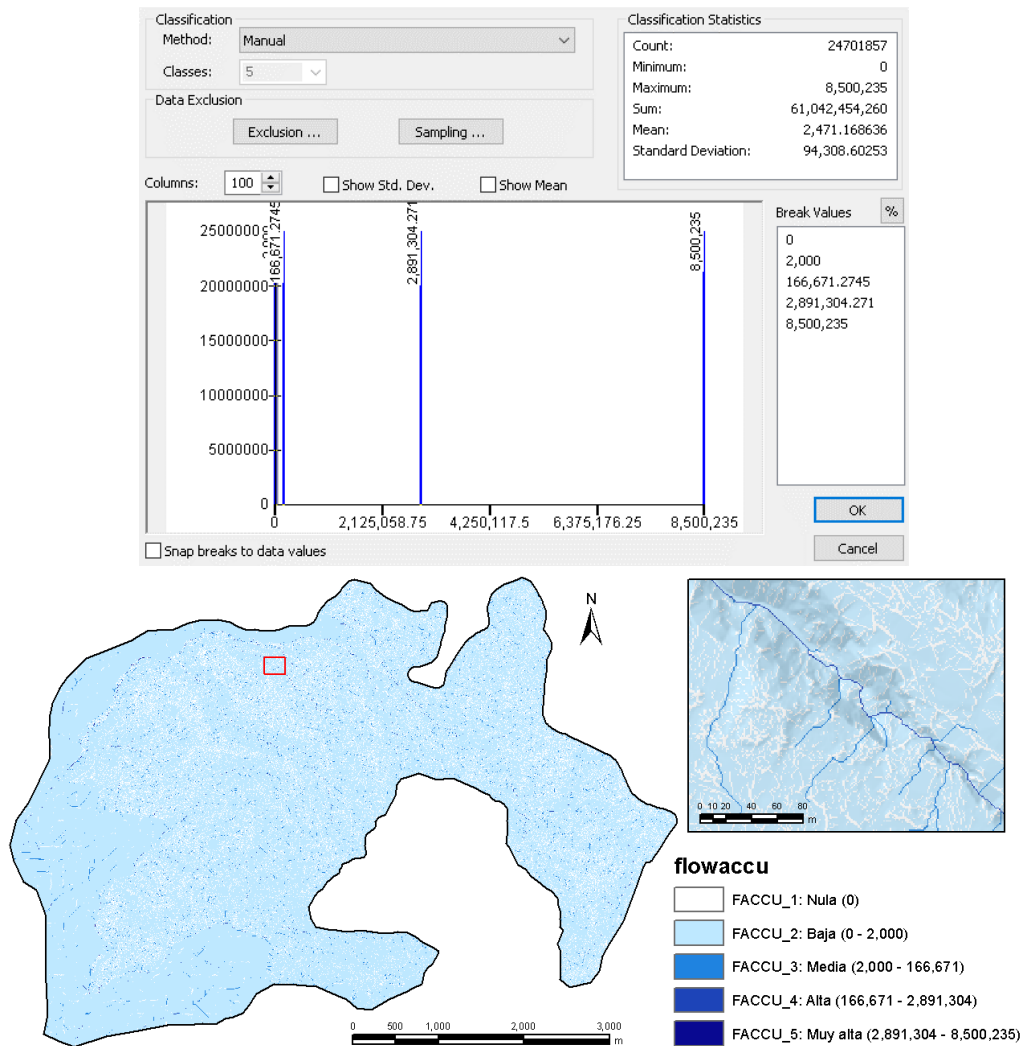 Classification
Method: Manual
Classes: 5
Data Exclusion
Exclusion ...
Sampling ...
Classification Statistics
Count: 24701857
Minimum: 0
Maximum: 8,500,235
Sum: 61,042,454,260
Mean: 2,471.168636
Standard Deviation: 94,308.60253
Columns: 100
Show Std. Dev.
Show Mean
Break Values
%
0
2,000
166,671.2745
2,891,304.271
8,500,235
25000000
20000000
15000000
10000000
5000000
0
166,671.2745
2,891,304.271
8,500,235
0
2,125,058.75
4,250,117.5
6,375,176.25
8,500,235
OK
Snap breaks to data values
Cancel
N
0 10 20 40 60 80
m
flowaccu
FACCU_1: Nula (0)
FACCU_2: Baja (0 - 2,000)
FACCU_3: Media (2,000 - 166,671)
FACCU_4: Alta (166,671 - 2,891,304)
FACCU_5: Muy alta (2,891,304 - 8,500,235)
0 500 1,000 2,000 3,000
m